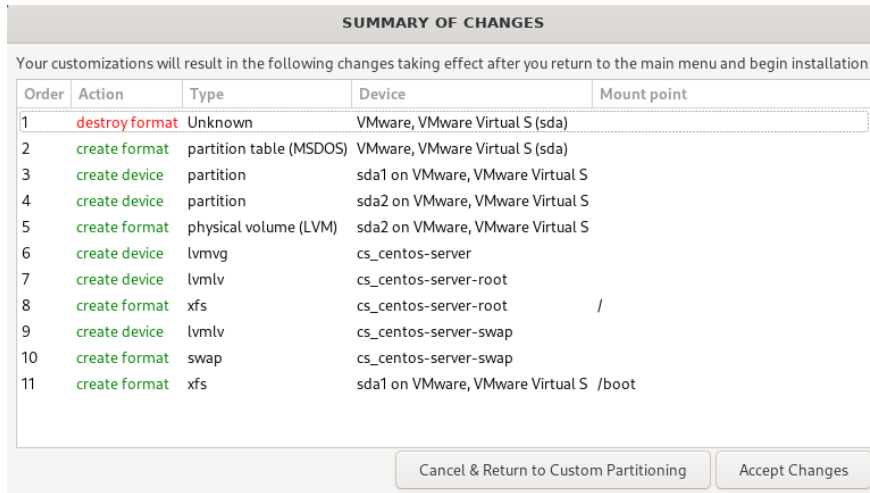 SUMMARY OF CHANGES
Your customizations will result in the following changes taking effect after you return to the main menu and begin installation:
Order Action Type Device Mount point
1 destroy format Unknown VMware, VMware Virtual S (sda)
2 create format partition table (MSDOS) VMware, VMware Virtual S (sda)
3 create device partition sda1 on VMware, VMware Virtual S
4 create device partition sda2 on VMware, VMware Virtual S
5 create format physical volume (LVM) sda2 on VMware, VMware Virtual S
6 create device lvmvg cs_centos-server
7 create device lvmlv cs_centos-server-root
8 create format xfs cs_centos-server-root /
9 create device lvmlv cs_centos-server-swap
10 create format swap cs_centos-server-swap
11 create format xfs sda1 on VMware, VMware Virtual S /boot
Cancel & Return to Custom Partitioning Accept Changes